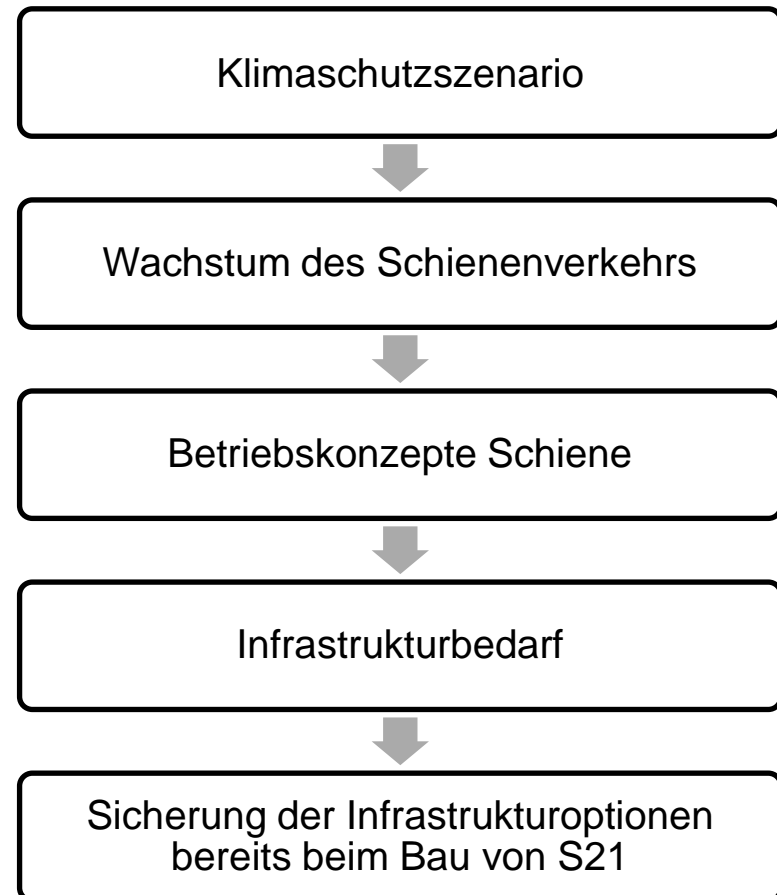 Klimaschutzszenario
Wachstum des Schienenverkehrs
Betriebskonzepte Schiene
Infrastrukturbedarf
Sicherung der Infrastrukturoptionen
bereits beim Bau von S21